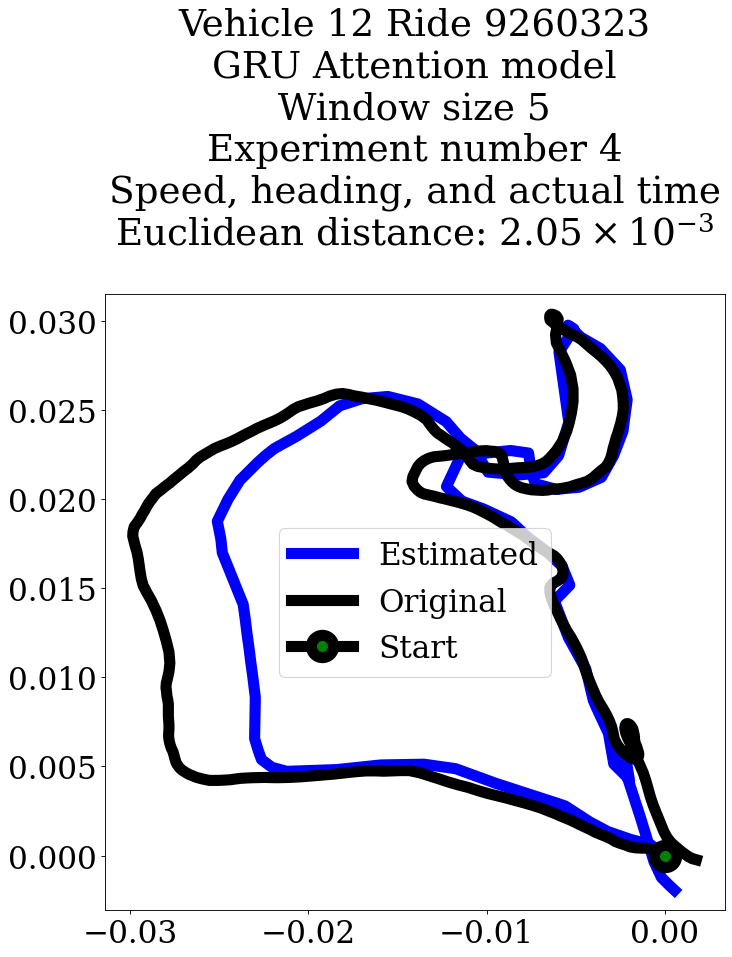 Vehicle 12 Ride 9260323
GRU Attention model
Window size 5
Experiment number 4
Speed, heading, and actual time
Euclidean distance: 2.05 × 10⁻³
0.030
0.025
0.020
0.015
0.010
0.005
0.000
Estimated
Original
Start
−0.03
−0.02
−0.01
0.00